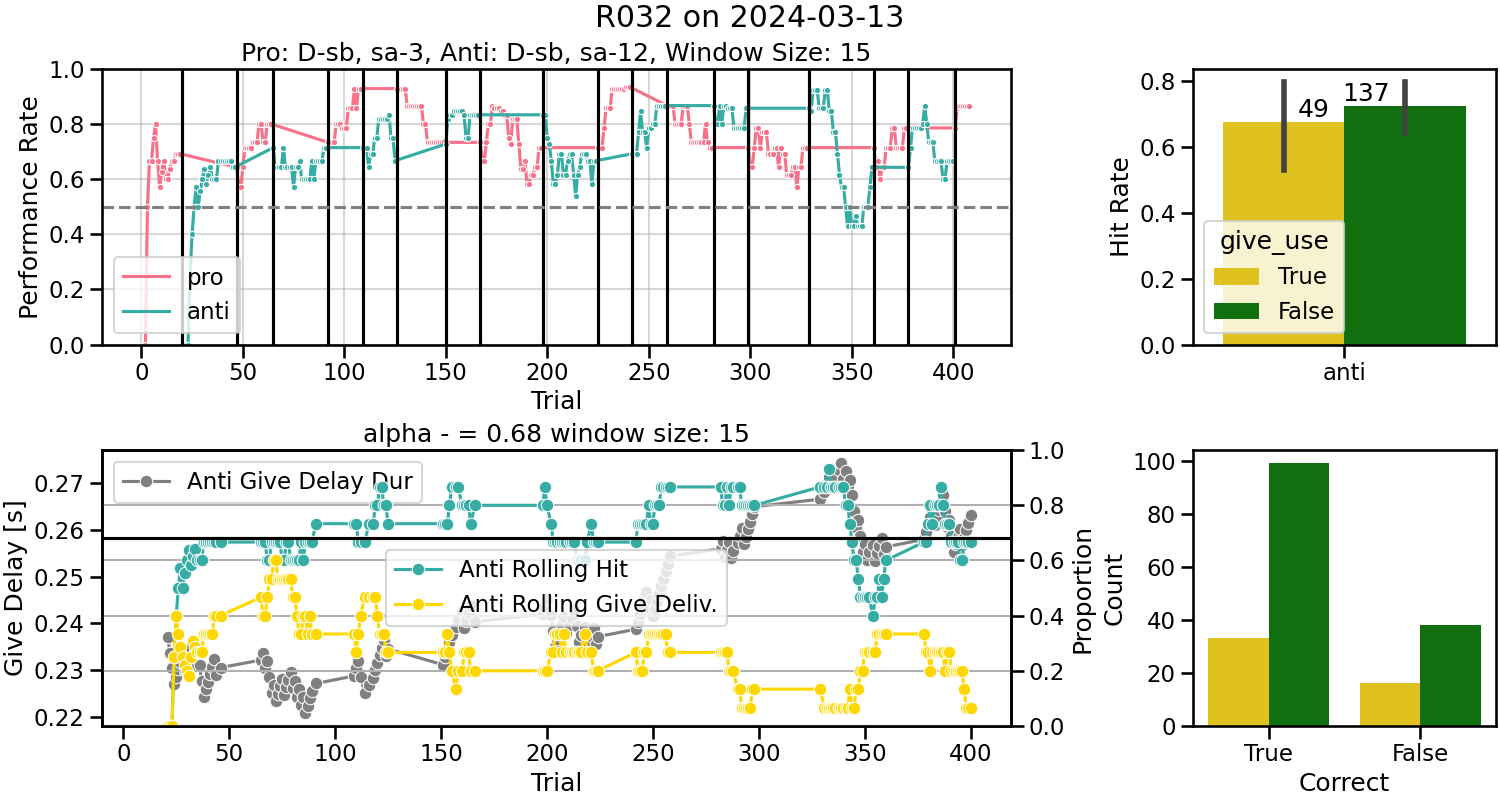 R032 on 2024-03-13
Pro: D-sb, sa-3, Anti: D-sb, sa-12, Window Size: 15
Performance Rate
1.0
0.8
0.6
0.4
0.2
0.0
pro
anti
0 50 100 150 200 250 300 350 400
Trial
Hit Rate
0.8
0.6
0.4
0.2
0.0
49 137
give_use
True
False
anti
alpha - = 0.68 window size: 15
Give Delay [s]
0.27
0.26
0.25
0.24
0.23
0.22
Anti Give Delay Dur
Anti Rolling Hit
Anti Rolling Give Deliv.
1.0
0.8
0.6
0.4
0.2
0.0
Proportion
0 50 100 150 200 250 300 350 400
Trial
Count
100
80
60
40
20
0
True False
Correct